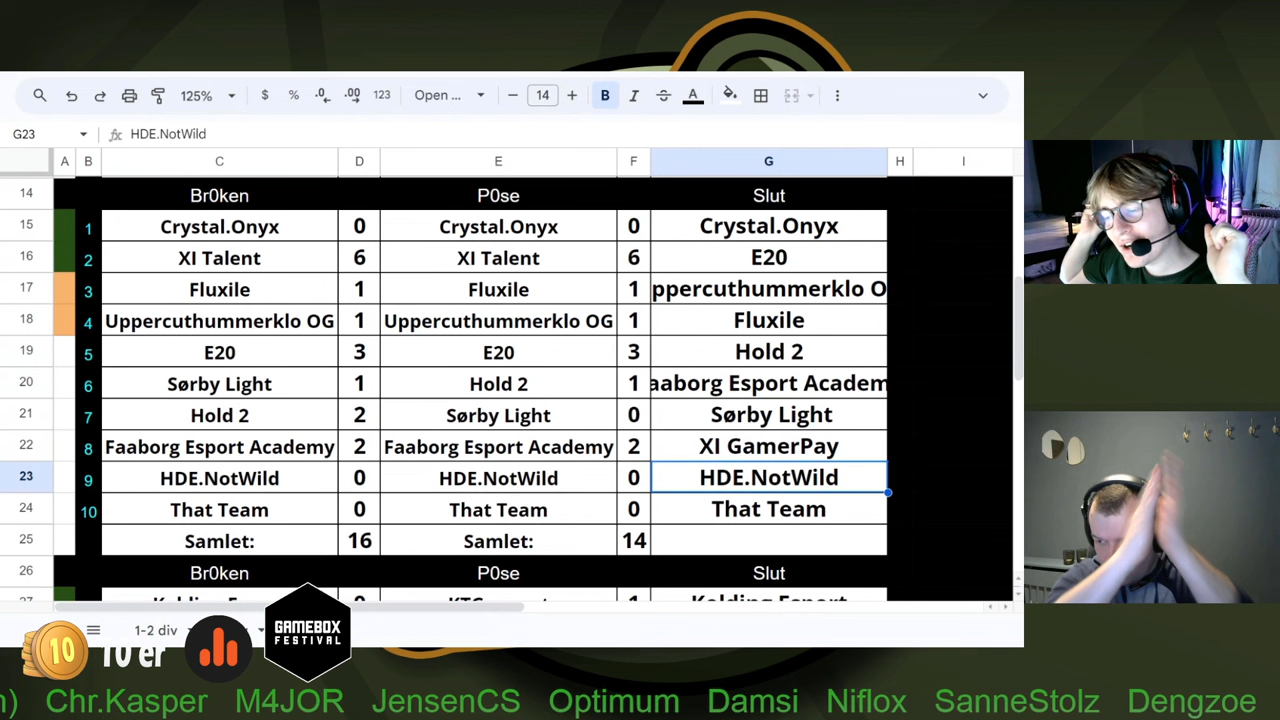 125% $ % .0 .00 123 Open ... 14 B I A
G23 fx HDE.NotWild
A B C D E F G H I
14 Br0ken P0se Slut
15 1 Crystal.Onyx 0 Crystal.Onyx 0 Crystal.Onyx
16 2 XI Talent 6 XI Talent 6 E20
17 3 Fluxile 1 Fluxile 1 ppercuthummerklo O
18 4 Uppercuthummerklo OG 1 Uppercuthummerklo OG 1 Fluxile
19 5 E20 3 E20 3 Hold 2
20 6 Sørby Light 1 Hold 2 1 aaborg Esport Academ
21 7 Hold 2 2 Sørby Light 0 Sørby Light
22 8 Faaborg Esport Academy 2 Faaborg Esport Academy 2 XI GamerPay
23 9 HDE.NotWild 0 HDE.NotWild 0 HDE.NotWild
24 10 That Team 0 That Team 0 That Team
25 Samlet: 16 Samlet: 14
26 Br0ken P0se Slut
1-2 div
10 10 er
GAMEBOX
FESTIVAL
n) Chr.Kasper M4JOR JensenCS Optimum Damsi Niflox SanneStolz Dengzoe